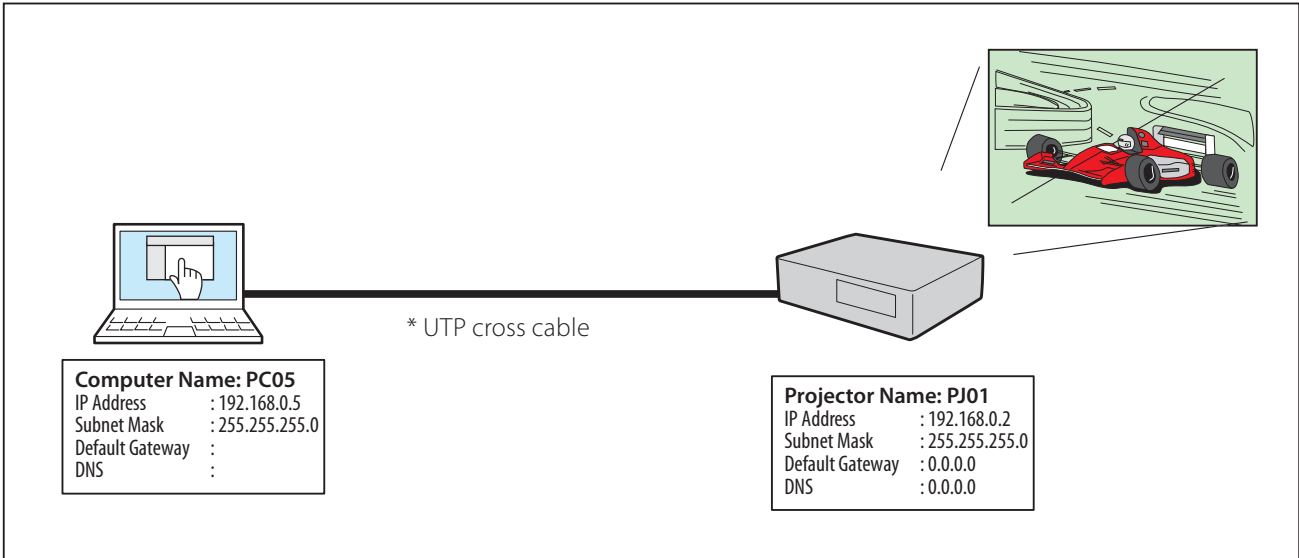 * UTP cross cable
Computer Name: PC05
IP Address : 192.168.0.5
Subnet Mask : 255.255.255.0
Default Gateway :
DNS :
Projector Name: PJ01
IP Address : 192.168.0.2
Subnet Mask : 255.255.255.0
Default Gateway : 0.0.0.0
DNS : 0.0.0.0